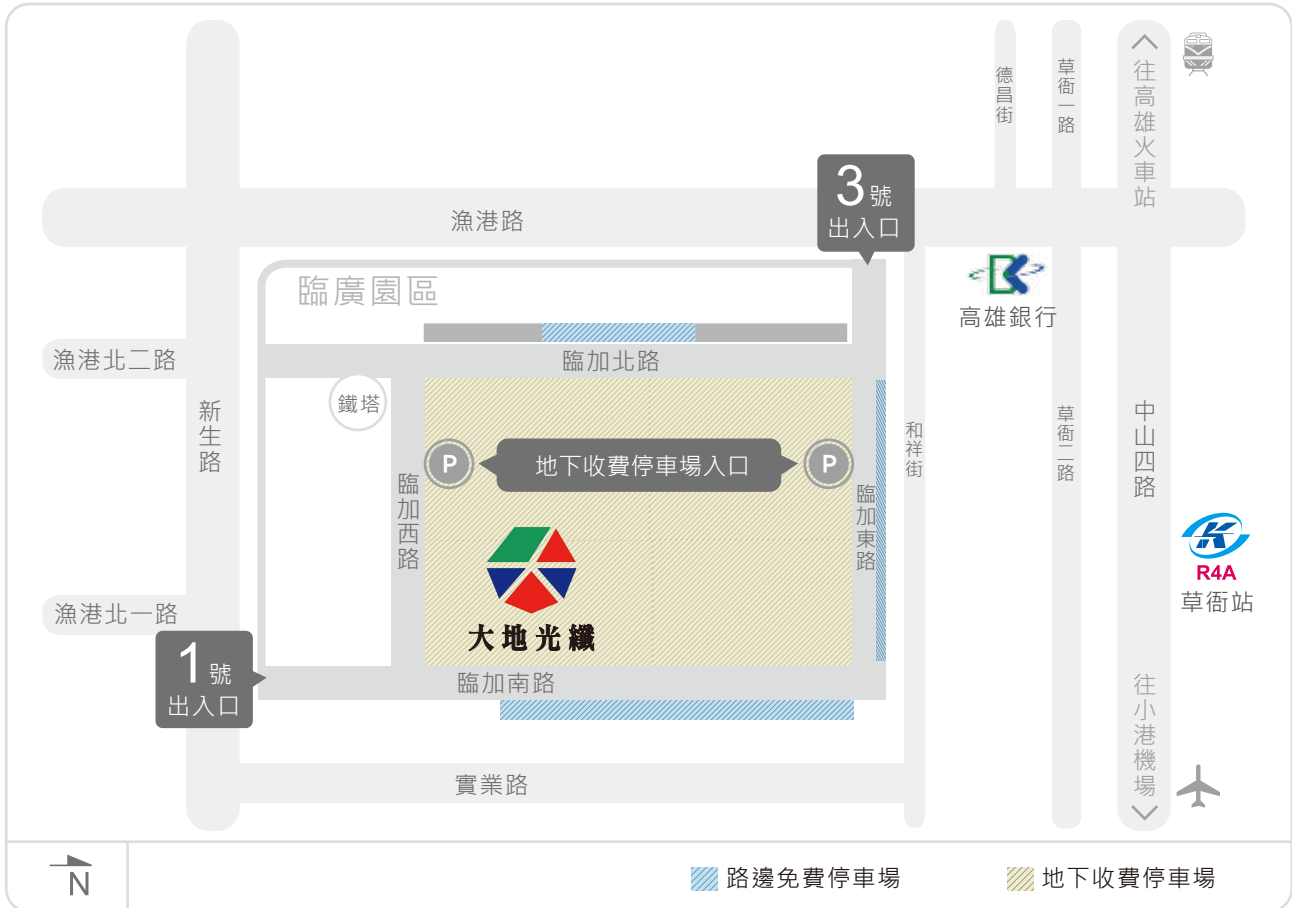 往高雄火車站
德昌街
草衙一路
3號
出入口
漁港路
臨廣園區
高雄銀行
漁港北二路
臨加北路
鐵塔
新生路
和祥街
草衙二路
中山四路
P
地下收費停車場入口
P
臨加西路
臨加東路
K
R4A
草衙站
大地光纖
漁港北一路
1號
出入口
臨加南路
往小港機場
實業路
N
路邊免費停車場
地下收費停車場